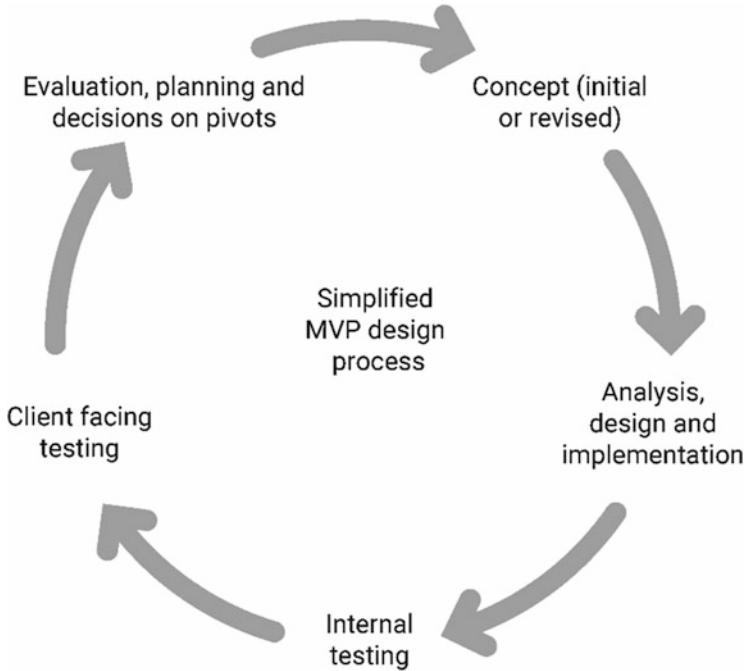 Evaluation, planning and
decisions on pivots
Concept (initial
or revised)
Simplified
MVP design
process
Analysis,
design and
implementation
Client facing
testing
Internal
testing